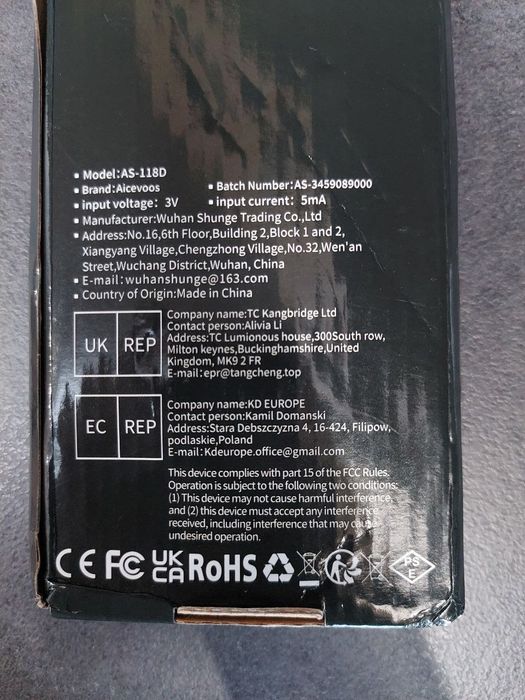 ▪ Model:AS-118D
▪ Brand:Aicevoos ▪ Batch Number:AS-3459089000
▪ input voltage: 3V ▪ input current: 5mA
▪ Manufacturer:Wuhan Shunge Trading Co.,Ltd
▪ Address:No.16,6th Floor,Building 2,Block 1 and 2,
Xiangyang Village,Chengzhong Village,No.32,Wen'an
Street,Wuchang District,Wuhan, China
▪ E-mail:wuhanshunge@163.com
▪ Country of Origin:Made in China
UK REP
Company name:TC Kangbridge Ltd
Contact person:Alivia Li
Address:TC Lumionous house,300South row,
Milton keynes,Buckinghamshire,United
Kingdom, MK9 2 FR
E-mail:epr@tangcheng.top
EC REP
Company name:KD EUROPE
Contact person:Kamil Domanski
Address:Stara Debszczyzna 4, 16-424, Filipow,
podlaskie,Poland
E-mail:Kdeurope.office@gmail.com
This device complies with part 15 of the FCC Rules.
Operation is subject to the following two conditions:
(1) This device may not cause harmful interference,
and (2) this device must accept any interference
received, including interference that may cause
undesired operation.
CE FC UK CA RoHS PS E